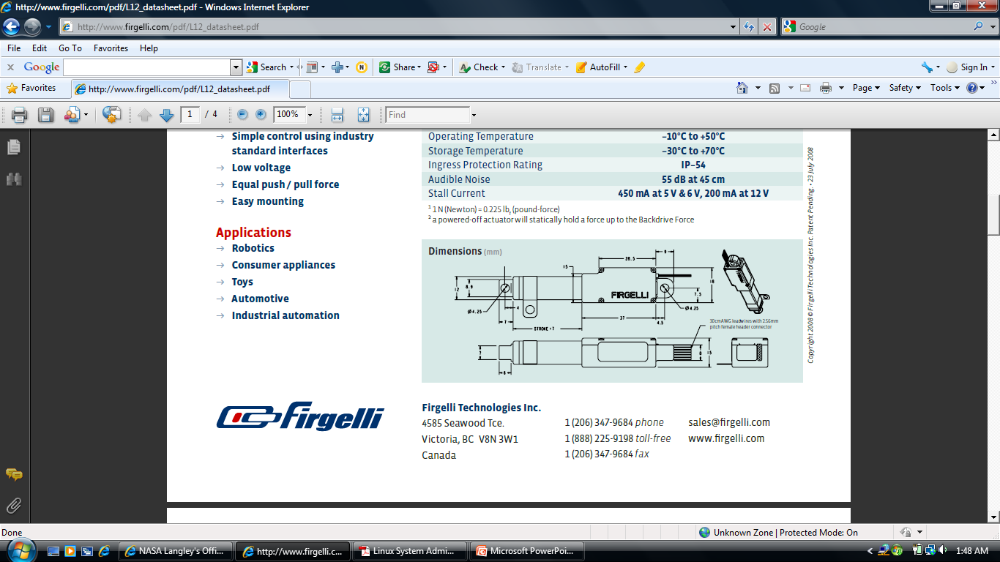 http://www.firgelli.com/pdf/L12_datasheet.pdf - Windows Internet Explorer
http://www.firgelli.com/pdf/L12_datasheet.pdf
Google
File Edit Go To Favorites Help
x Google Search Share Check Translate AutoFill Sign In
Favorites http://www.firgelli.com/pdf/L12_datasheet.pdf Page Safety Tools
1 / 4 100% Find
→ Simple control using industry
standard interfaces
→ Low voltage
→ Equal push / pull force
→ Easy mounting
Applications
→ Robotics
→ Consumer appliances
→ Toys
→ Automotive
→ Industrial automation
Operating Temperature –10°C to +50°C
Storage Temperature –30°C to +70°C
Ingress Protection Rating IP–54
Audible Noise 55 dB at 45 cm
Stall Current 450 mA at 5 V & 6 V, 200 mA at 12 V
1 1 N (Newton) = 0.225 lbf (pound-force)
2 a powered-off actuator will statically hold a force up to the Backdrive Force
Dimensions (mm)
9
28.5
15
12
8.9
18
7.5
FIRGELLI
Ø4.25
4
Ø4.25
7
37
4.5
STROKE +7
30cm AWG leadwires with 2.56mm
pitch female header connector
7
8
15
6
Copyright 2008 © Firgelli Technologies Inc. Patent Pending. • 23 July 2008
Firgelli
Firgelli Technologies Inc.
4585 Seawood Tce.
Victoria, BC V8N 3W1
Canada
1 (206) 347-9684 phone
1 (888) 225-9198 toll-free
1 (206) 347-9684 fax
sales@firgelli.com
www.firgelli.com
Done Unknown Zone | Protected Mode: On
NASA Langley's Offi... http://www.firgelli.c... Linux System Admi... Microsoft PowerPoi... 1:48 AM